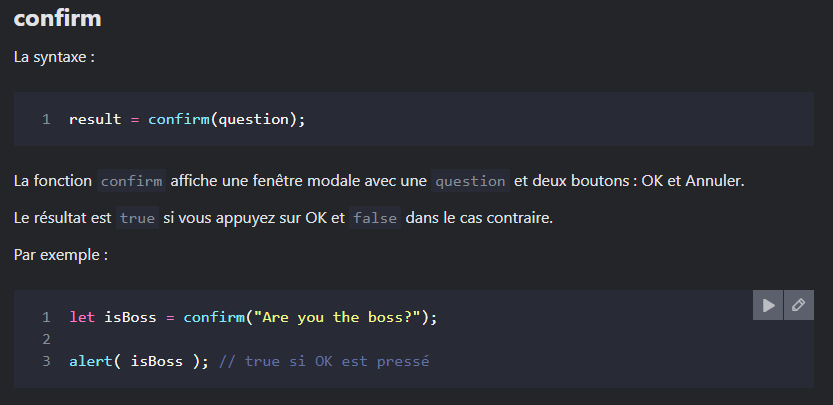 confirm
La syntaxe :
1 result = confirm(question);
La fonction confirm affiche une fenêtre modale avec une question et deux boutons : OK et Annuler.
Le résultat est true si vous appuyez sur OK et false dans le cas contraire.
Par exemple :
1 let isBoss = confirm("Are you the boss?");
2
3 alert( isBoss ); // true si OK est pressé